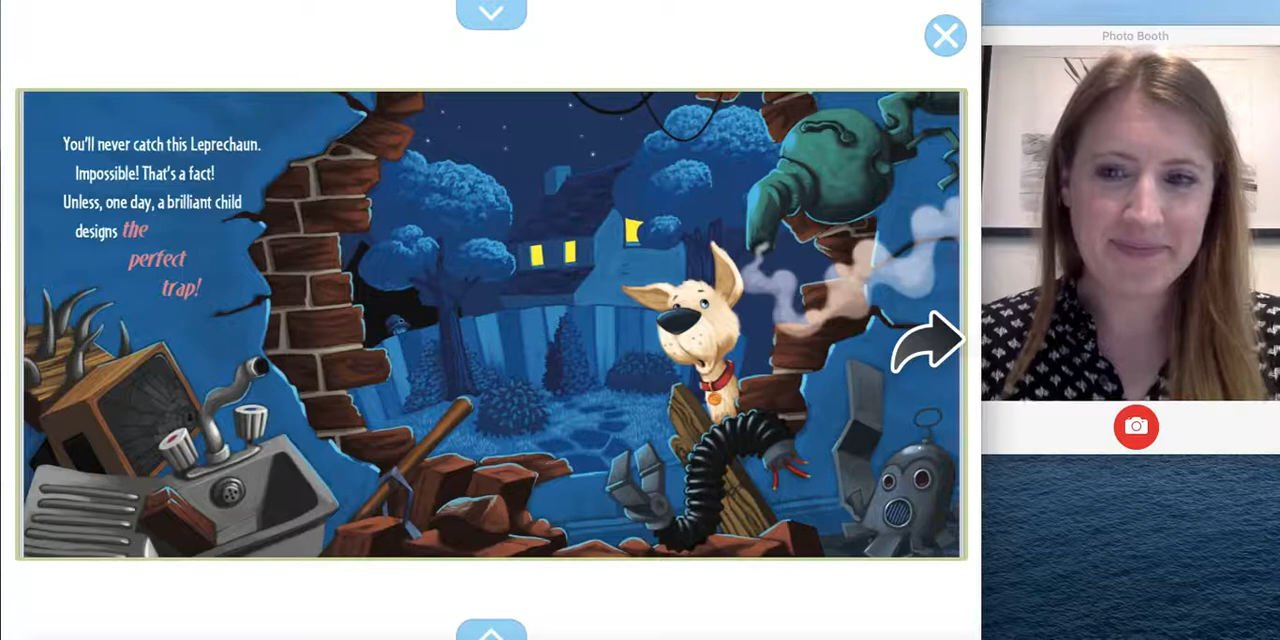 Photo Booth
You'll never catch this Leprechaun.
Impossible! That's a fact!
Unless, one day, a brilliant child
designs the
perfect
trap!